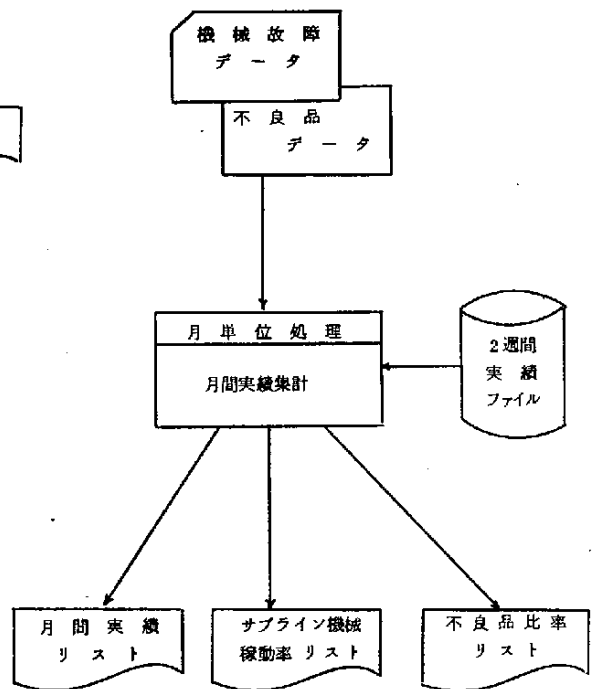 機械故障
データ
不良品
データ
月単位処理
月間実績集計
2週間
実績
ファイル
月間実績
リスト
サブライン機械
稼動率リスト
不良品比率
リスト